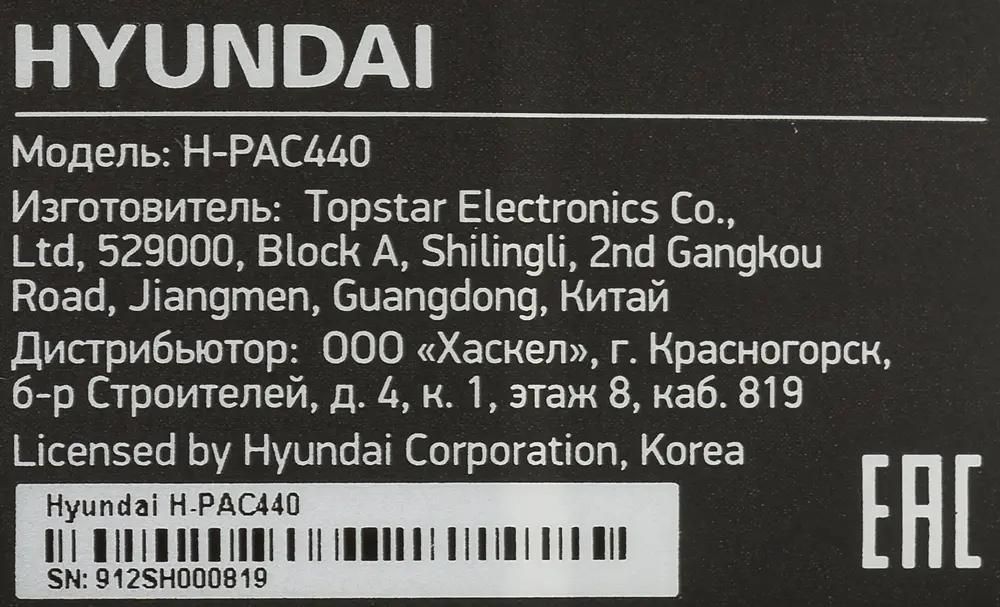 HYUNDAI
Модель: H-PAC440
Изготовитель: Topstar Electronics Co.,
Ltd, 529000, Block A, Shilingli, 2nd Gangkou
Road, Jiangmen, Guangdong, Китай
Дистрибьютор: ООО «Хаскел», г. Красногорск,
б-р Строителей, д. 4, к. 1, этаж 8, каб. 819
Licensed by Hyundai Corporation, Korea
Hyundai H-PAC440
SN: 912SH000819
EAC